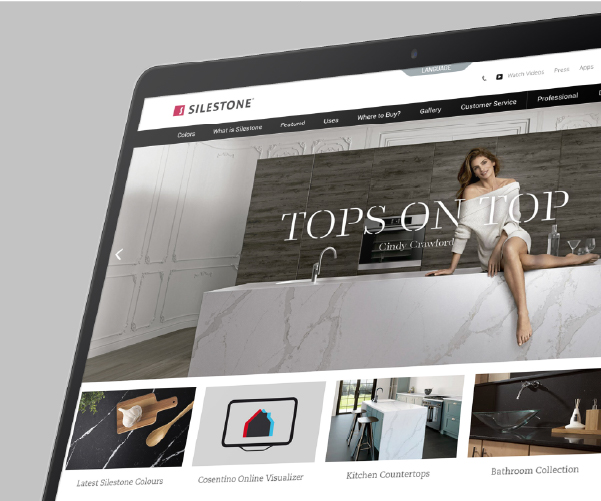 LANGUAGE
Watch Videos Press Apps
SILESTONE
Colors What is Silestone Featured Uses Where to Buy? Gallery Customer Service Professional
TOPS ON TOP
Cindy Crawford
Latest Silestone Colours Cosentino Online Visualizer Kitchen Countertops Bathroom Collection